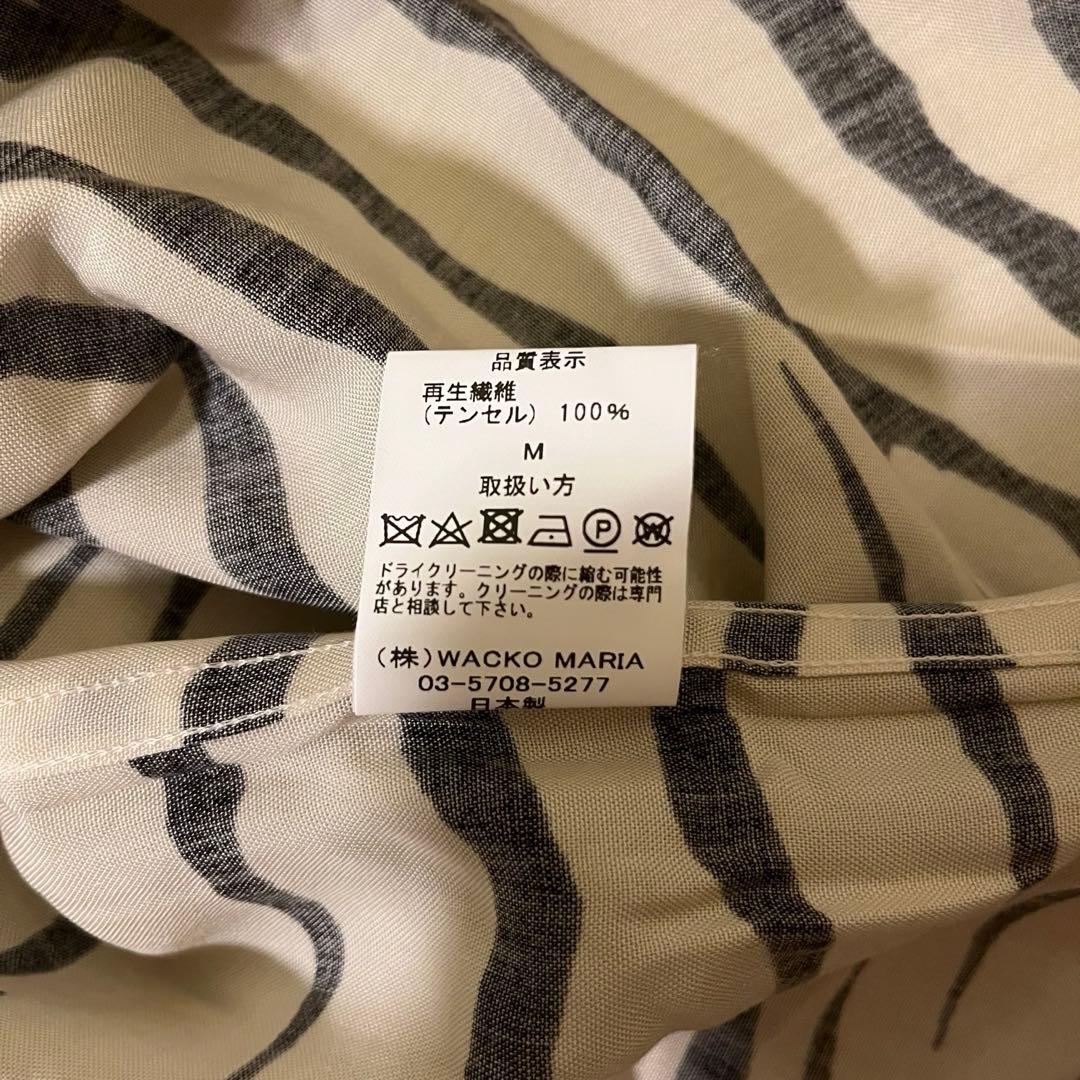 品質表示
再生繊維
(テンセル) 100%
M
取扱い方
P W
ドライクリーニングの際に縮む可能性
があります。クリーニングの際は専門
店と相談して下さい。
(株)WACKO MARIA
03-5708-5277
日本製